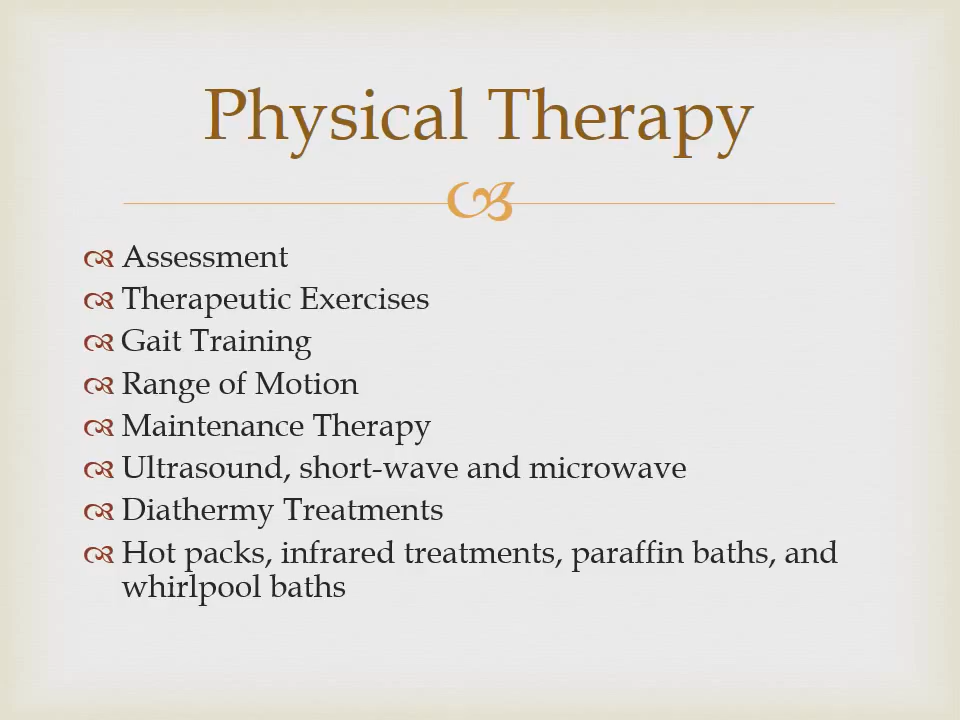 Physical Therapy
Assessment
Therapeutic Exercises
Gait Training
Range of Motion
Maintenance Therapy
Ultrasound, short-wave and microwave
Diathermy Treatments
Hot packs, infrared treatments, paraffin baths, and
whirlpool baths